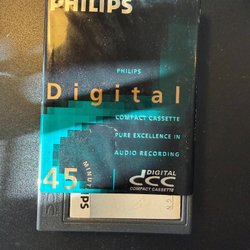 PHILIPS
PHILIPS
Digital
COMPACT CASSETTE
PURE EXCELLENCE IN
AUDIO RECORDING
45
MINUTES
DIGITAL
dcc
COMPACT CASSETTE